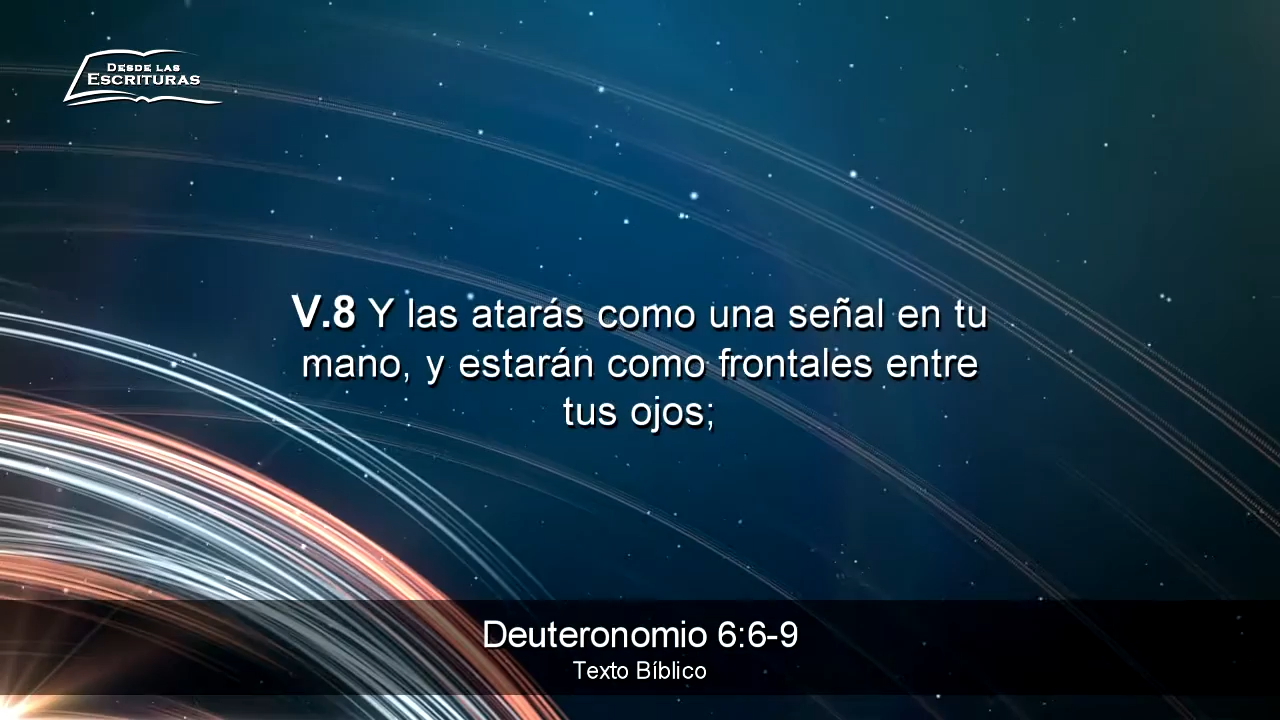 DESDE LAS
ESCRITURAS
V.8 Y las atarás como una señal en tu
mano, y estarán como frontales entre
tus ojos;
Deuteronomio 6:6-9
Texto Bíblico